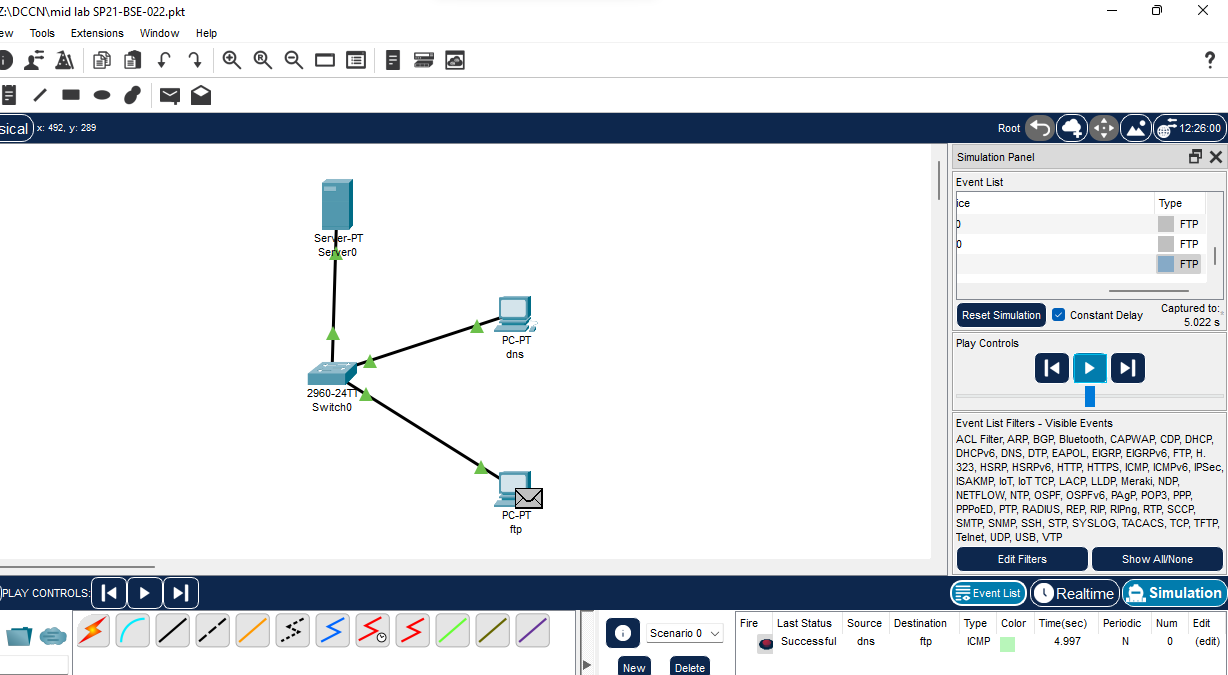 Z:\DCCN\mid lab SP21-BSE-022.pkt
ew Tools Extensions Window Help
?
sical x: 492, y: 289
Root 12:26:00
Simulation Panel
Event List
ice Type
0 FTP
0 FTP
FTP
Reset Simulation Constant Delay Captured to:
5.022 s
Play Controls
Event List Filters - Visible Events
ACL Filter, ARP, BGP, Bluetooth, CAPWAP, CDP, DHCP,
DHCPv6, DNS, DTP, EAPOL, EIGRP, EIGRPv6, FTP, H.
323, HSRP, HSRPv6, HTTP, HTTPS, ICMP, ICMPv6, IPSec,
ISAKMP, IoT, IoT TCP, LACP, LLDP, Meraki, NDP,
NETFLOW, NTP, OSPF, OSPFv6, PAgP, POP3, PPP,
PPPoED, PTP, RADIUS, REP, RIP, RIPng, RTP, SCCP,
SMTP, SNMP, SSH, STP, SYSLOG, TACACS, TCP, TFTP,
Telnet, UDP, USB, VTP
Edit Filters Show All/None
Server-PT
Server0
PC-PT
dns
2960-24TT
Switch0
PC-PT
ftp
PLAY CONTROLS:
Event List Realtime Simulation
Scenario 0
New Delete
Fire Last Status Source Destination Type Color Time(sec) Periodic Num Edit
Successful dns ftp ICMP 4.997 N 0 (edit)